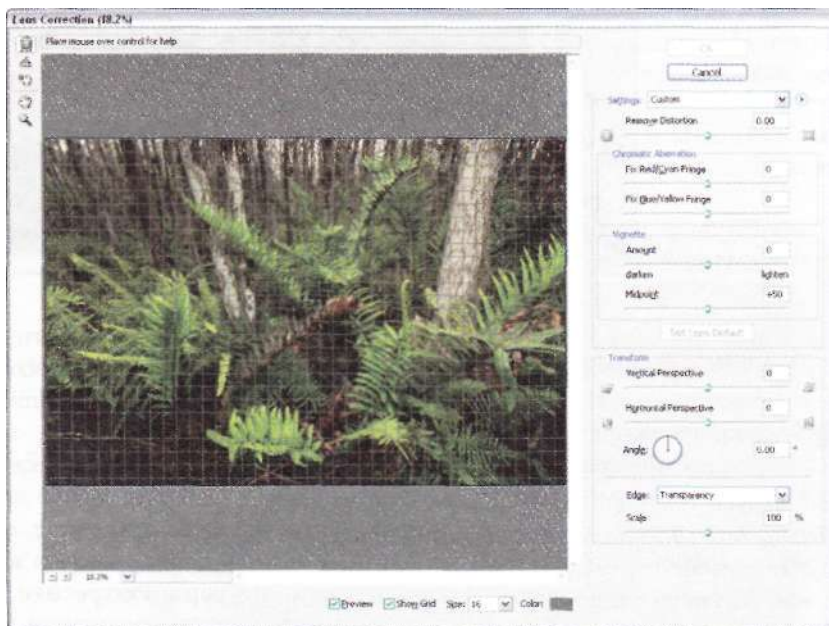 Lens Correction (18.2%)
Place mouse over control for help
OK
Cancel
Settings: Custom
Remove Distortion 0.00
Chromatic Aberration
Fix Red/Cyan Fringe 0
Fix Blue/Yellow Fringe 0
Vignette
Amount 0
darken lighten
Midpoint +50
Set Lens Default
Transform
Vertical Perspective 0
Horizontal Perspective 0
Angle: 0.00 °
Edge: Transparency
Scale 100 %
18.2%
Preview Show Grid Size: 16 Color: